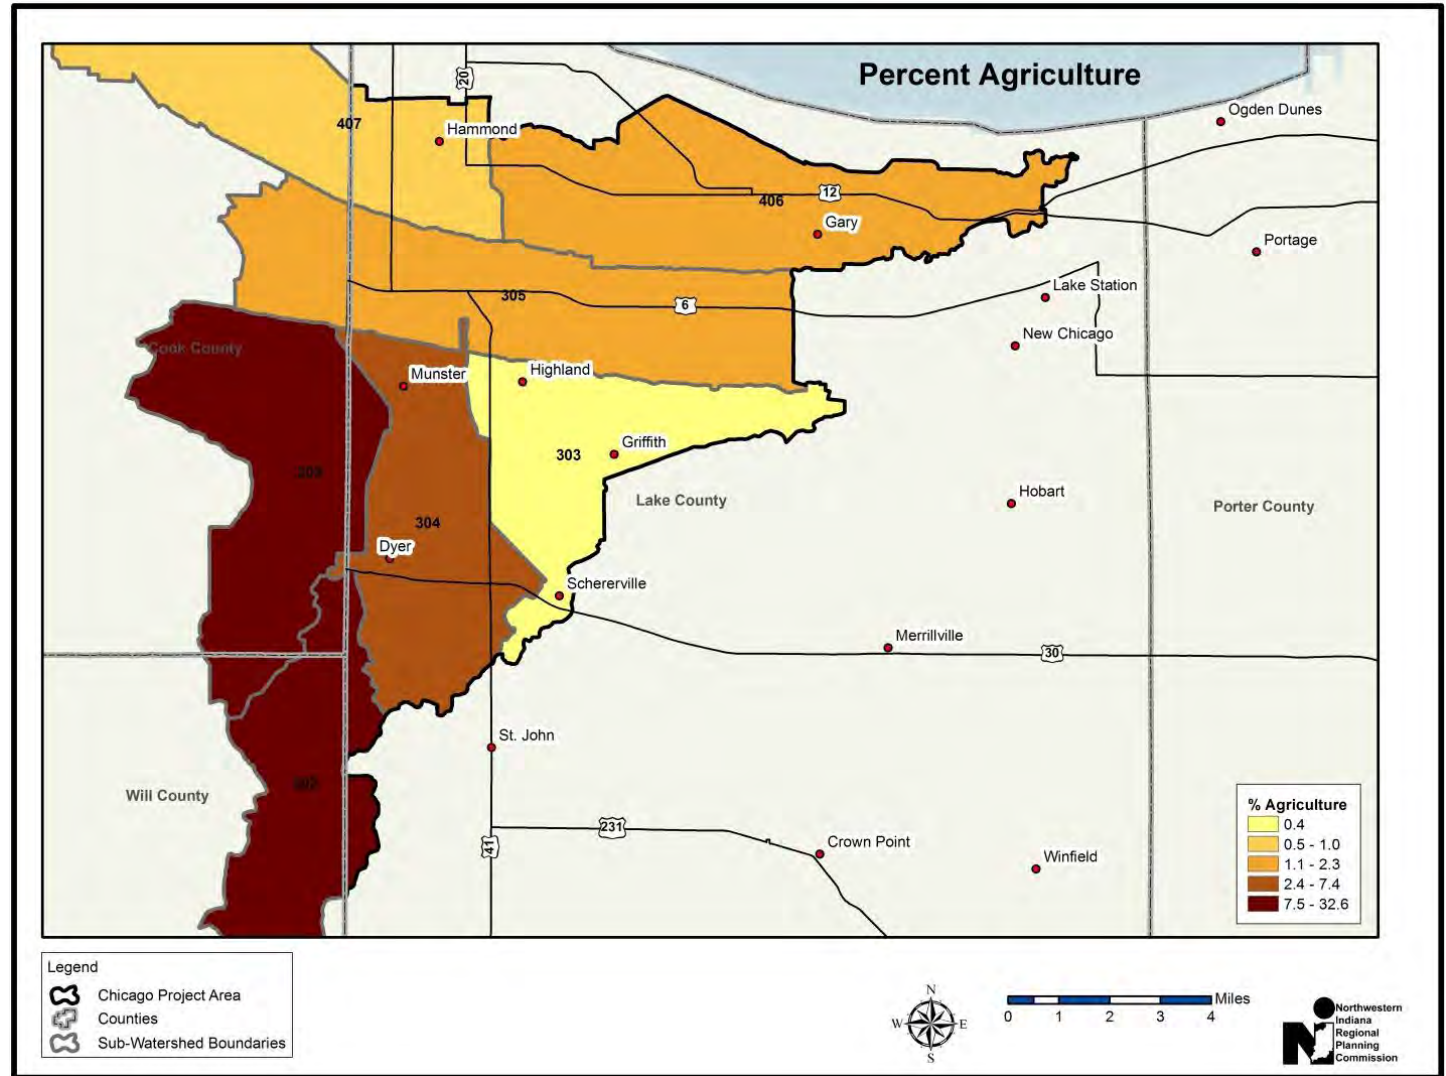 Percent Agriculture
20
407
Hammond
Ogden Dunes
12
406
Gary
Portage
Lake Station
305
6
New Chicago
Cook County
Munster
Highland
Griffith
303
Lake County
Hobart
Porter County
304
Dyer
Schererville
Merrillville
30
St. John
Will County
302
% Agriculture
0.4
0.5 - 1.0
1.1 - 2.3
2.4 - 7.4
7.5 - 32.6
231
41
Crown Point
Winfield
Legend
Chicago Project Area
Counties
Sub-Watershed Boundaries
N
W
E
S
Miles
0 1 2 3 4
Northwestern
Indiana
Regional
Planning
Commission